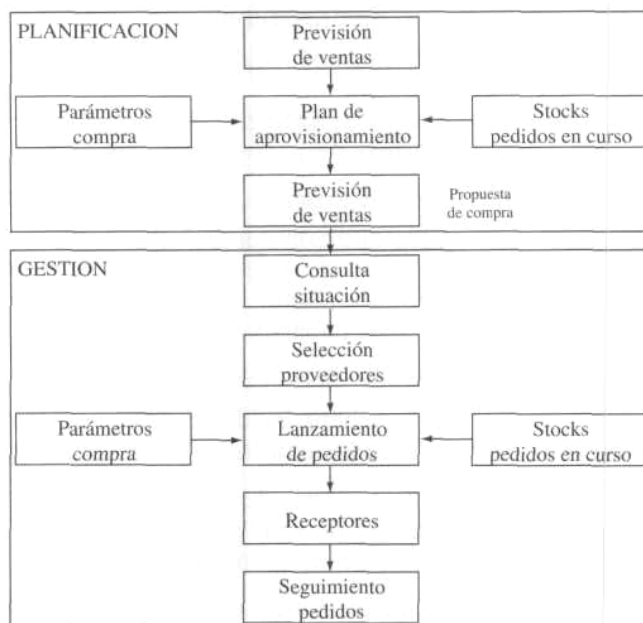 PLANIFICACION
Previsión
de ventas
Parámetros
compra
Plan de
aprovisionamiento
Stocks
pedidos en curso
Previsión
de ventas
Propuesta
de compra
GESTION
Consulta
situación
Selección
proveedores
Parámetros
compra
Lanzamiento
de pedidos
Stocks
pedidos en curso
Receptores
Seguimiento
pedidos